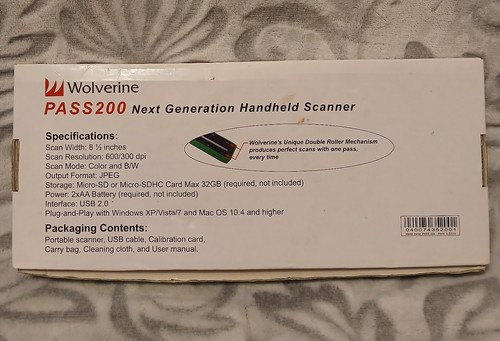 Wolverine
PASS200 Next Generation Handheld Scanner
Specifications:
Scan Width: 8 ½ inches
Scan Resolution: 600/300 dpi
Scan Mode: Color and B/W
Output Format: JPEG
Storage: Micro-SD or Micro-SDHC Card Max 32GB (required, not included)
Power: 2xAA Battery (required, not included)
Interface: USB 2.0
Plug-and-Play with Windows XP/Vista/7 and Mac OS 10.4 and higher
Wolverine's Unique Double Roller Mechanism
produces perfect scans with one pass,
every time
Packaging Contents:
Portable scanner, USB cable, Calibration card,
Carry bag, Cleaning cloth, and User manual.
040074352001